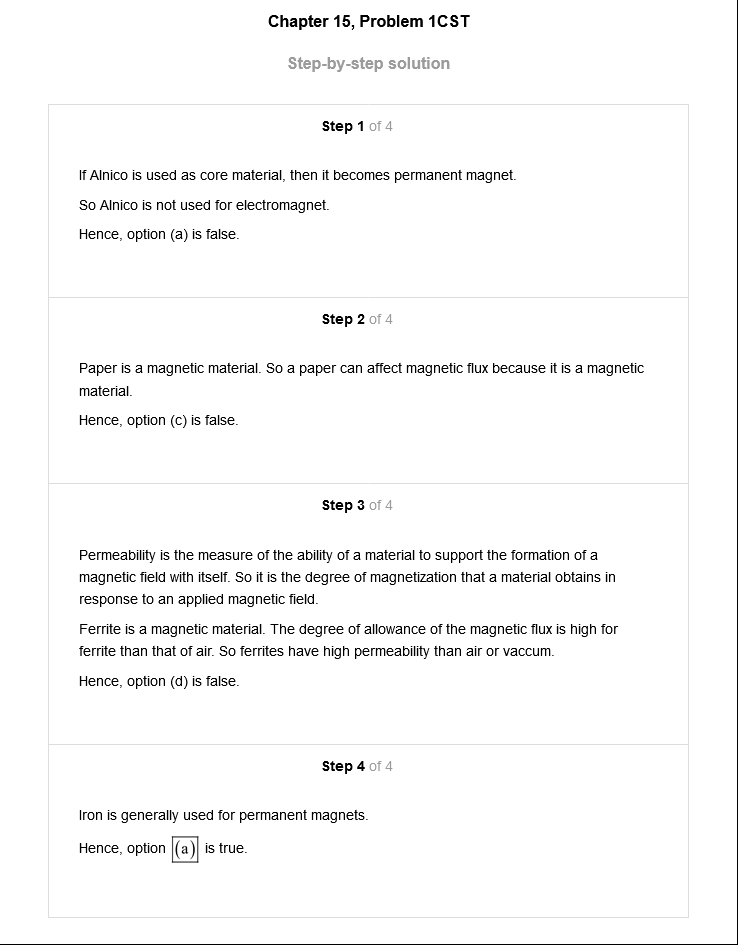 Chapter 15, Problem 1CST
Step-by-step solution
Step 1 of 4
If Alnico is used as core material, then it becomes permanent magnet.
So Alnico is not used for electromagnet.
Hence, option (a) is false.
Step 2 of 4
Paper is a magnetic material. So a paper can affect magnetic flux because it is a magnetic
material.
Hence, option (c) is false.
Step 3 of 4
Permeability is the measure of the ability of a material to support the formation of a
magnetic field with itself. So it is the degree of magnetization that a material obtains in
response to an applied magnetic field.
Ferrite is a magnetic material. The degree of allowance of the magnetic flux is high for
ferrite than that of air. So ferrites have high permeability than air or vaccum.
Hence, option (d) is false.
Step 4 of 4
Iron is generally used for permanent magnets.
Hence, option (a) is true.